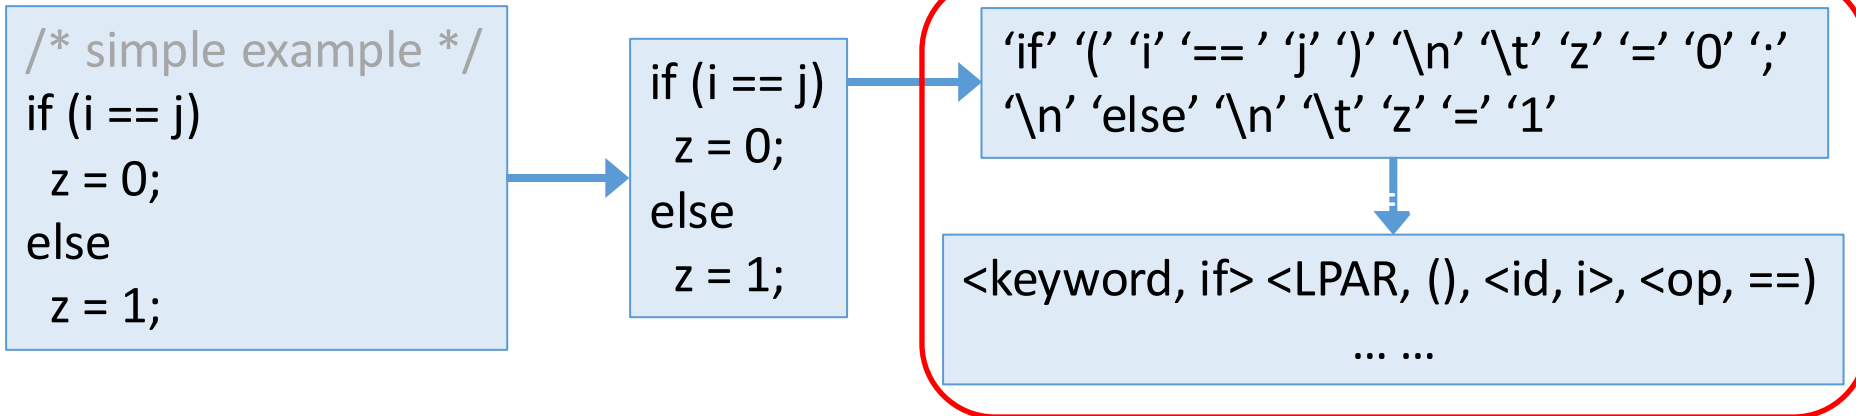 /* simple example */
if (i == j)
z = 0;
else
z = 1;
if (i == j)
z = 0;
else
z = 1;
‘if’ ‘(’ ‘i’ ‘== ’ ‘j’ ‘)’ ‘\n’ ‘\t’ ‘z’ ‘=’ ‘0’ ‘;’
‘\n’ ‘else’ ‘\n’ ‘\t’ ‘z’ ‘=’ ‘1’
<keyword, if> <LPAR, (), <id, i>, <op, ==)
... ...